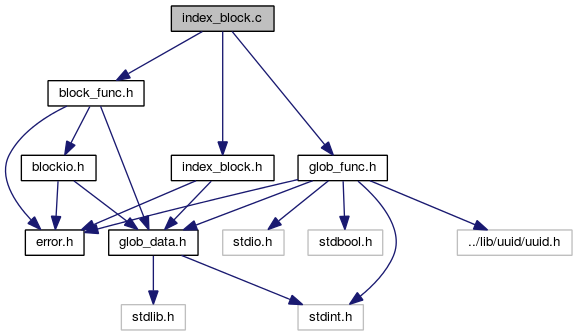 index_block.c
block_func.h
blockio.h
index_block.h
glob_func.h
error.h
glob_data.h
stdio.h
stdbool.h
../lib/uuid/uuid.h
stdlib.h
stdint.h